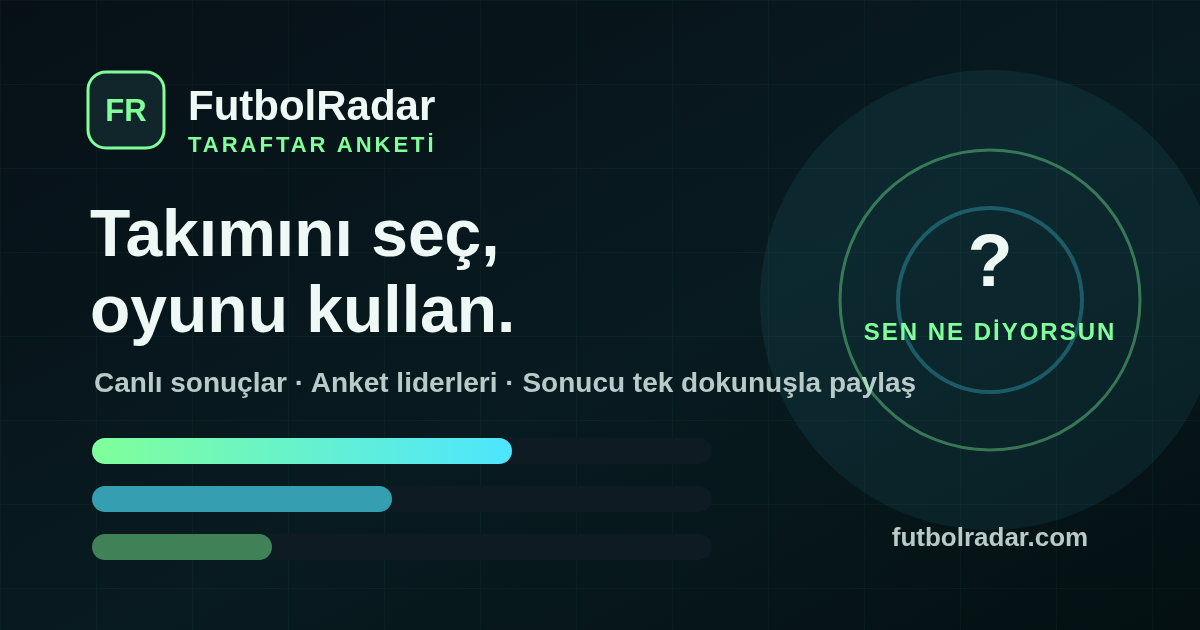 FR
FutbolRadar
TARAFTAR ANKETİ
Takımını seç,
oyunu kullan.
Canlı sonuçlar · Anket liderleri · Sonucu tek dokunuşla paylaş
?
SEN NE DİYORSUN
futbolradar.com